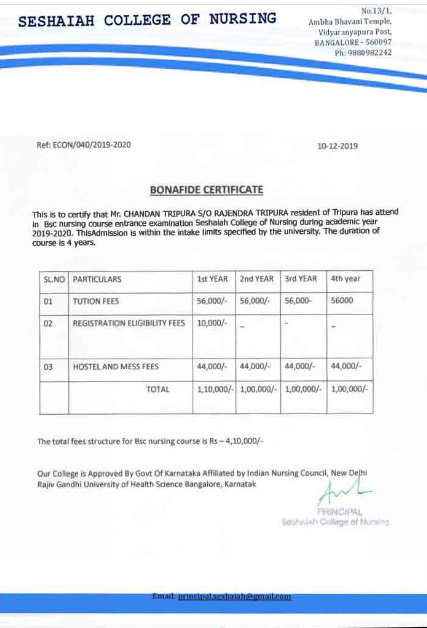 SESHAIAH COLLEGE OF NURSING
No.13/1,
Ambha Bhavani Temple,
Vidyaranyapura Post,
BANGALORE - 560097
Ph: 9880982242
Ref: ECON/040/2019-2020
10-12-2019
BONAFIDE CERTIFICATE
This is to certify that Mr. CHANDAN TRIPURA S/O RAJENDRA TRIPURA resident of Tripura has attend
in Bsc nursing course entrance examination Seshaiah College of Nursing during academic year
2019-2020. ThisAdmission is within the intake limits specified by the university. The duration of
course is 4 years.
SL.NO PARTICULARS 1st YEAR 2nd YEAR 3rd YEAR 4th year
01 TUTION FEES 56,000/- 56,000/- 56,000- 56000
02 REGISTRATION ELIGIBILITY FEES 10,000/- _ - _
03 HOSTEL AND MESS FEES 44,000/- 44,000/- 44,000/- 44,000/-
TOTAL 1,10,000/- 1,00,000/- 1,00,000/- 1,00,000/-
The total fees structure for Bsc nursing course is Rs – 4,10,000/-
Our College is Approved By Govt Of Karnataka Affiliated by Indian Nursing Council, New Delhi
Rajiv Gandhi University of Health Science Bangalore, Karnatak
PRINCIPAL
Seshaiah College of Nursing
Email: